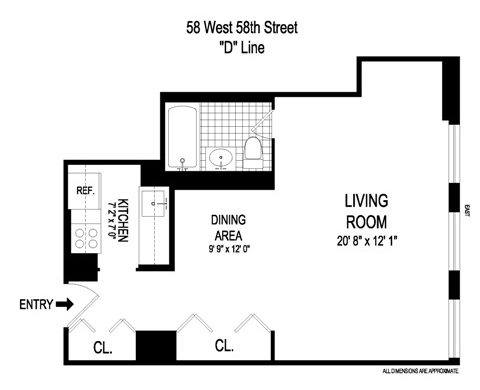 58 West 58th Street
"D" Line
REF.
KITCHEN
7' 2" x 7' 0"
DINING
AREA
9' 9" x 12' 0"
LIVING
ROOM
20' 8" x 12' 1"
EAST
ENTRY
CL.
CL.
ALL DIMENSIONS ARE APPROXIMATE.